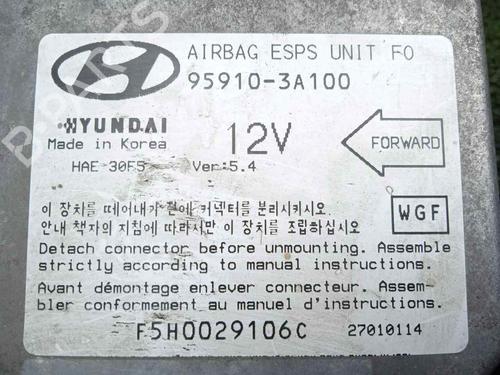 AIRBAG ESPS UNIT FO
95910-3A100
HYUNDAI
Made in Korea
12V
FORWARD
HAE-30F5 Ver:5.4
이 장치를 떼어내기 전에 커넥터를 분리시키시오.
안내 책자의 지침에 따라서만 이 장치를 조립하십시오
WGF
Detach connector before unmounting. Assemble
strictly according to manual instructions.
Avant démontage enlever connecteur. Assem-
bler conformement au manuel d'instructions.
F5H0029106C 27010114